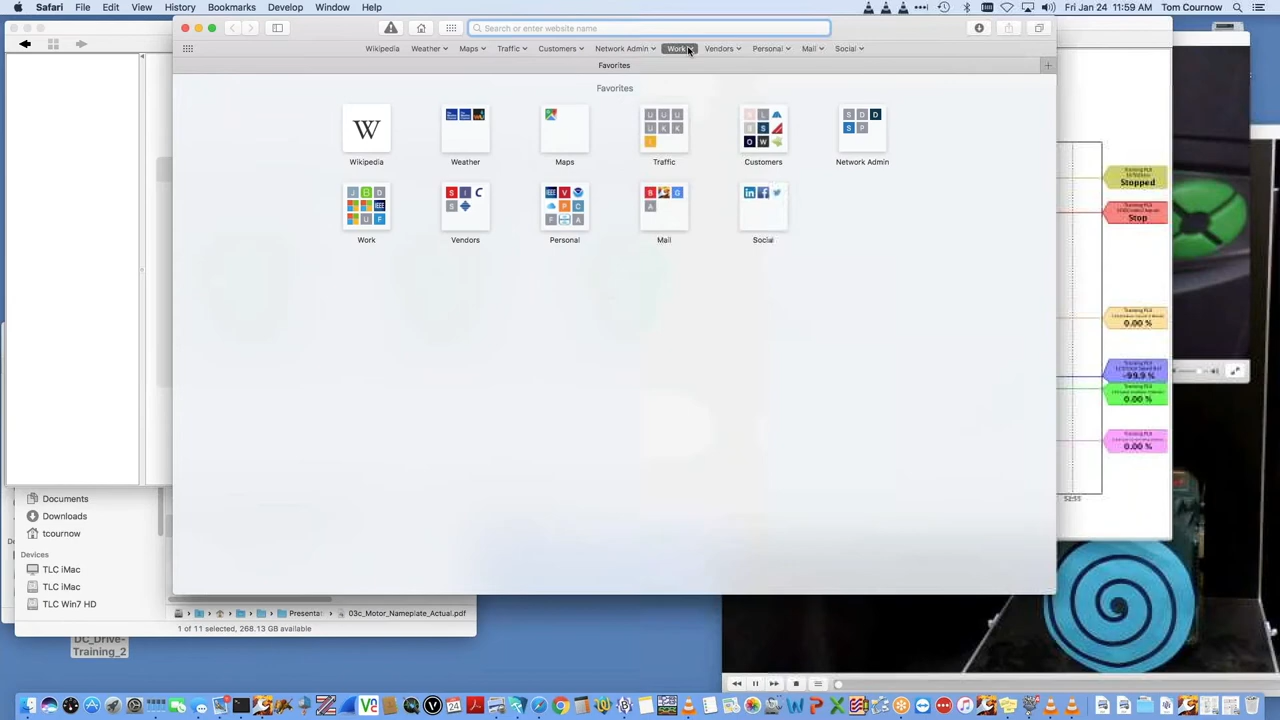 Safari File Edit View History Bookmarks Develop Window Help
Fri Jan 24 11:59 AM Tom Cournow
Search or enter website name
Wikipedia Weather Maps Traffic Customers Network Admin Work Vendors Personal Mail Social
Favorites
Favorites
W
Wikipedia Weather Maps Traffic Customers Network Admin
Work Vendors Personal Mail Social
Stopped
Stop
0.00 %
-99.9 %
0.00 %
0.00 %
Documents
Downloads
tcournow
Devices
TLC iMac
TLC iMac
TLC Win7 HD
Presenta 03c_Motor_Nameplate_Actual.pdf
1 of 11 selected, 268.13 GB available
DC_Drive-
Training_2